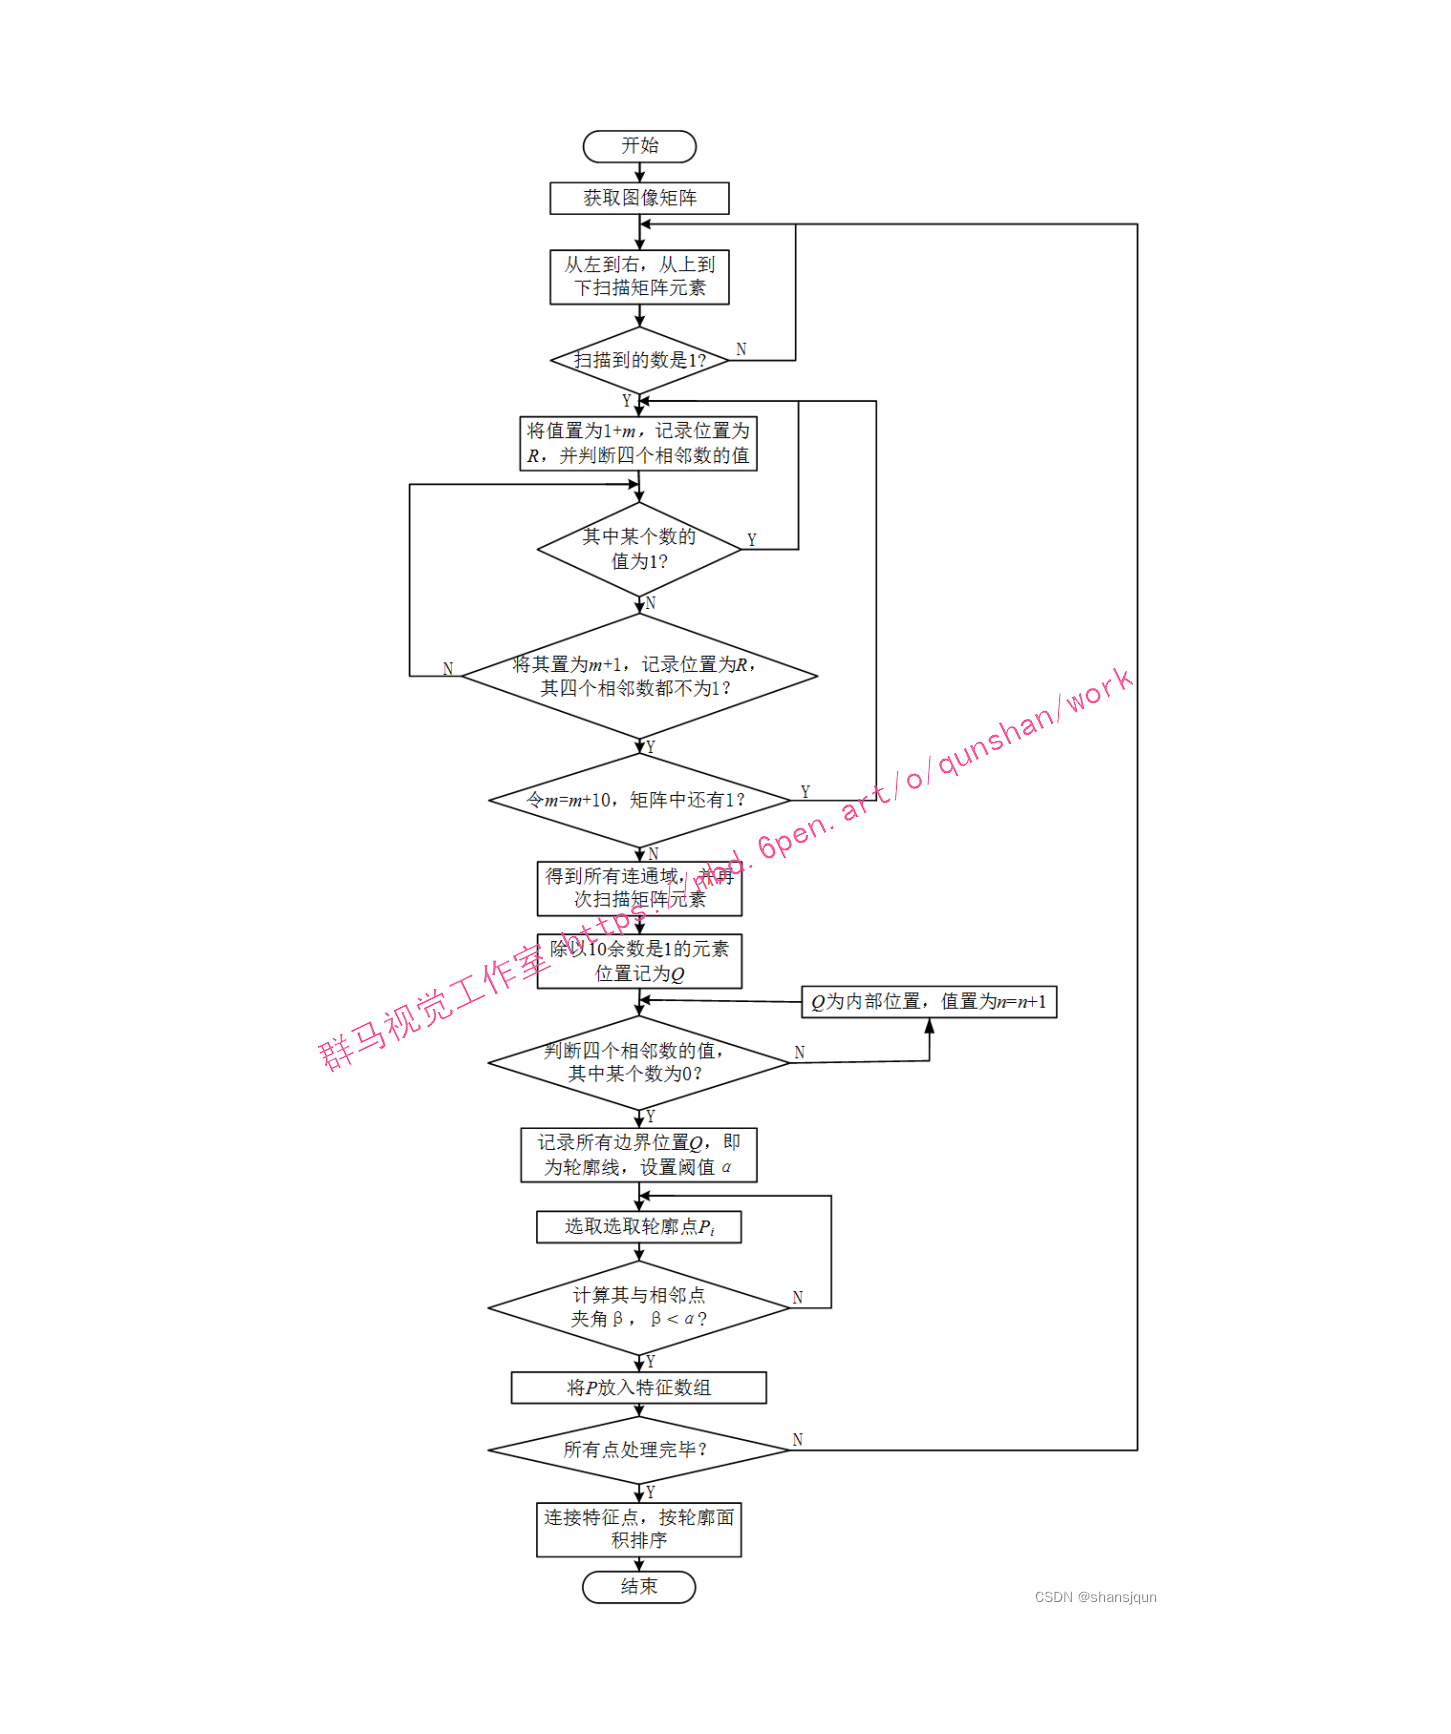 开始
获取图像矩阵
从左到右，从上到
下扫描矩阵元素
扫描到的数是1?
N
Y
将值置为1+m，记录位置为
R，并判断四个相邻数的值
其中某个数的
值为1?
Y
N
将其置为m+1，记录位置为R，
其四个相邻数都不为1?
N
Y
令m=m+10，矩阵中还有1?
Y
N
得到所有连通域，并再
次扫描矩阵元素
除以10余数是1的元素
位置记为Q
Q为内部位置，值置为n=n+1
判断四个相邻数的值，
其中某个数为0?
N
Y
记录所有边界位置Q，即
为轮廓线，设置阈值α
选取选取轮廓点Pi
计算其与相邻点
夹角β，β<α?
N
Y
将P放入特征数组
所有点处理完毕?
N
Y
连接特征点，按轮廓面
积排序
结束
群马视觉工作室 https://mbd.6pen.art/o/qunshan/work
CSDN @shansjqun